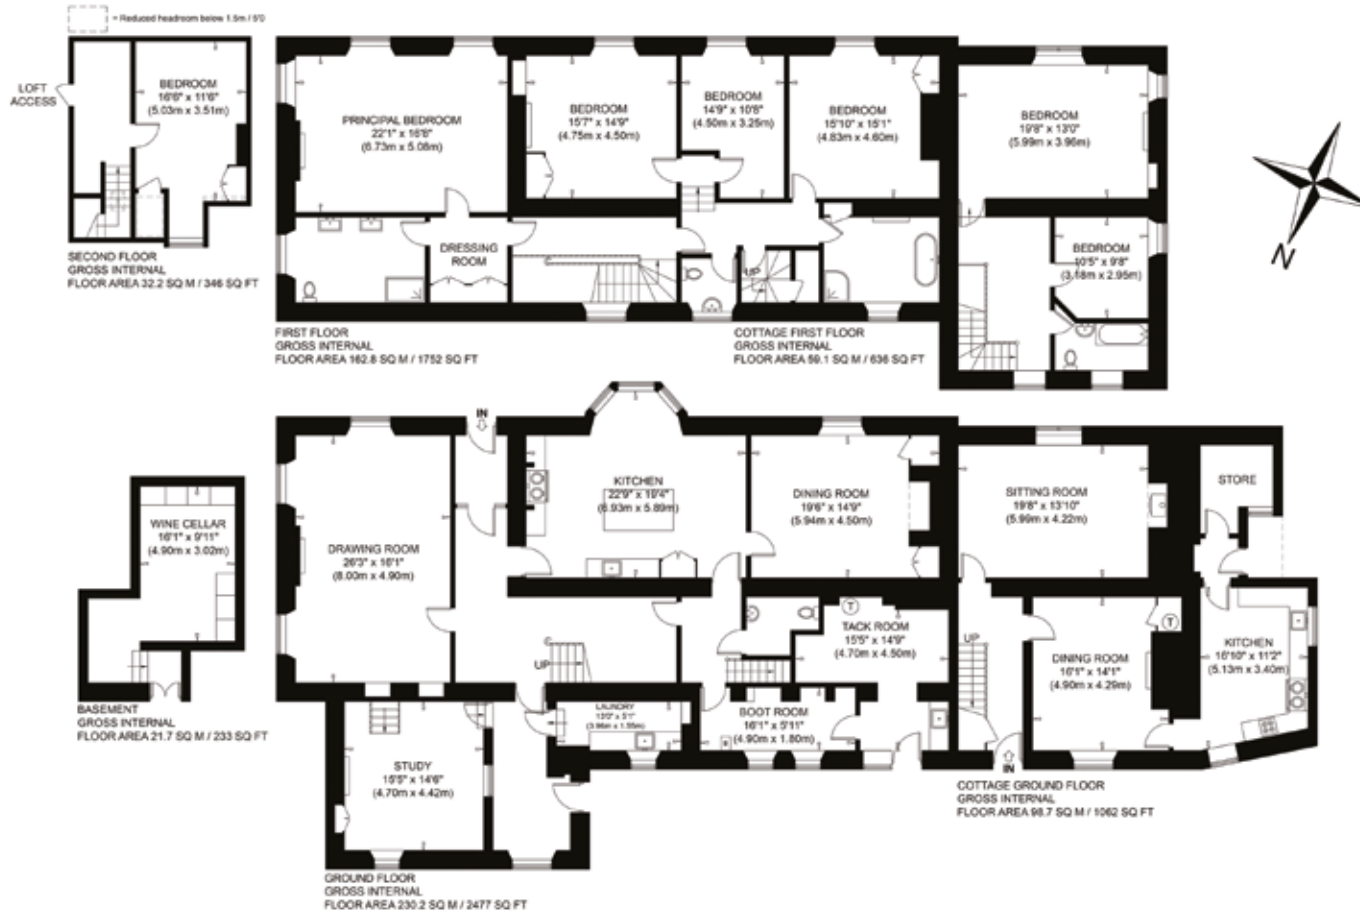 = Reduced headroom below 1.5m / 5'0
LOFT
ACCESS
BEDROOM
16'6" x 11'6"
(5.03m x 3.51m)
SECOND FLOOR
GROSS INTERNAL
FLOOR AREA 32.2 SQ M / 346 SQ FT
PRINCIPAL BEDROOM
22'1" x 16'8"
(6.73m x 5.08m)
BEDROOM
15'7" x 14'9"
(4.75m x 4.50m)
BEDROOM
14'9" x 10'8"
(4.50m x 3.25m)
BEDROOM
15'10" x 15'1"
(4.83m x 4.60m)
DRESSING
ROOM
UP
FIRST FLOOR
GROSS INTERNAL
FLOOR AREA 162.8 SQ M / 1752 SQ FT
BEDROOM
19'8" x 13'0"
(5.99m x 3.96m)
BEDROOM
10'5" x 9'8"
(3.18m x 2.95m)
COTTAGE FIRST FLOOR
GROSS INTERNAL
FLOOR AREA 59.1 SQ M / 636 SQ FT
N
WINE CELLAR
16'1" x 9'11"
(4.90m x 3.02m)
BASEMENT
GROSS INTERNAL
FLOOR AREA 21.7 SQ M / 233 SQ FT
IN
DRAWING ROOM
26'3" x 16'1"
(8.00m x 4.90m)
KITCHEN
22'9" x 19'4"
(6.93m x 5.89m)
DINING ROOM
19'6" x 14'9"
(5.94m x 4.50m)
UP
T
TACK ROOM
15'5" x 14'9"
(4.70m x 4.50m)
LAUNDRY
BOOT ROOM
16'1" x 5'11"
(4.90m x 1.80m)
STUDY
15'5" x 14'6"
(4.70m x 4.42m)
GROUND FLOOR
GROSS INTERNAL
FLOOR AREA 230.2 SQ M / 2477 SQ FT
SITTING ROOM
19'8" x 13'10"
(5.99m x 4.22m)
STORE
UP
DINING ROOM
16'1" x 14'1"
(4.90m x 4.29m)
T
KITCHEN
16'10" x 11'2"
(5.13m x 3.40m)
IN
COTTAGE GROUND FLOOR
GROSS INTERNAL
FLOOR AREA 98.7 SQ M / 1062 SQ FT